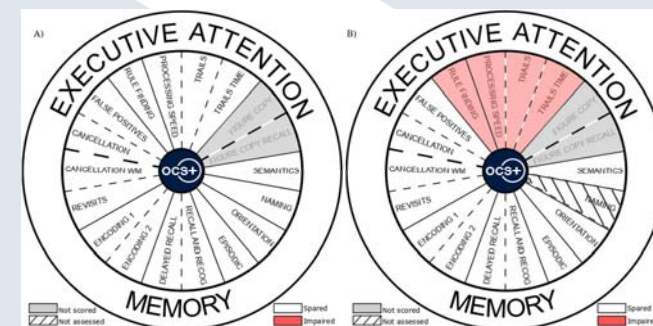 A)
EXECUTIVE ATTENTION
RULE FINDING
PROCESSING SPEED
TRAILS
TRAILS TIME
FIGURE COPY
FIGURE COPY RECALL
SEMANTICS
NAMING
ORIENTATION
EPISODIC
RECALL AND RECOG
DELAYED RECALL
ENCODING 2
ENCODING 1
REVISITS
CANCELLATION WM
CANCELLATION
FALSE POSITIVES
OCS+
MEMORY
Not scored
Not assessed
Spared
Impaired
B)
EXECUTIVE ATTENTION
RULE FINDING
PROCESSING SPEED
TRAILS
TRAILS TIME
FIGURE COPY
FIGURE COPY RECALL
SEMANTICS
NAMING
ORIENTATION
EPISODIC
RECALL AND RECOG
DELAYED RECALL
ENCODING 2
ENCODING 1
REVISITS
CANCELLATION WM
CANCELLATION
FALSE POSITIVES
OCS+
MEMORY
Not scored
Not assessed
Spared
Impaired